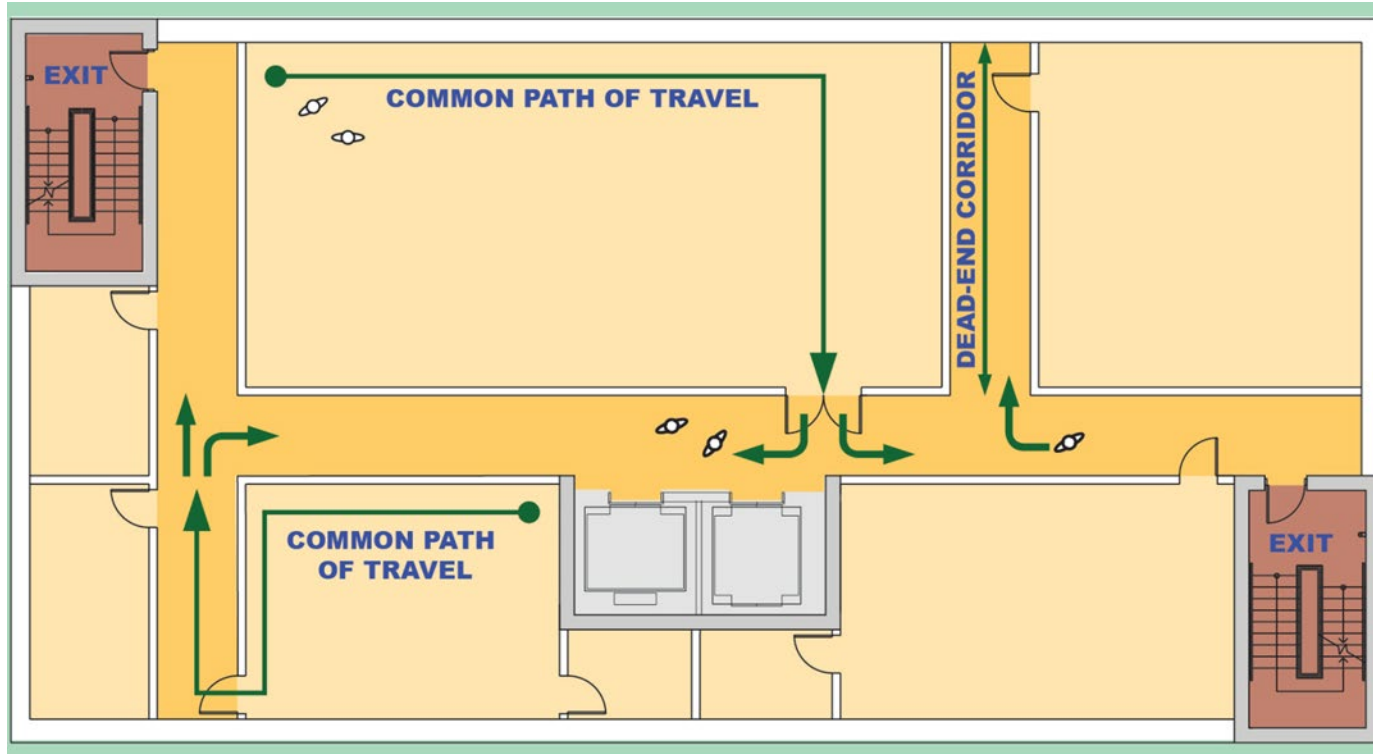 EXIT
COMMON PATH OF TRAVEL
DEAD-END CORRIDOR
COMMON PATH
OF TRAVEL
EXIT